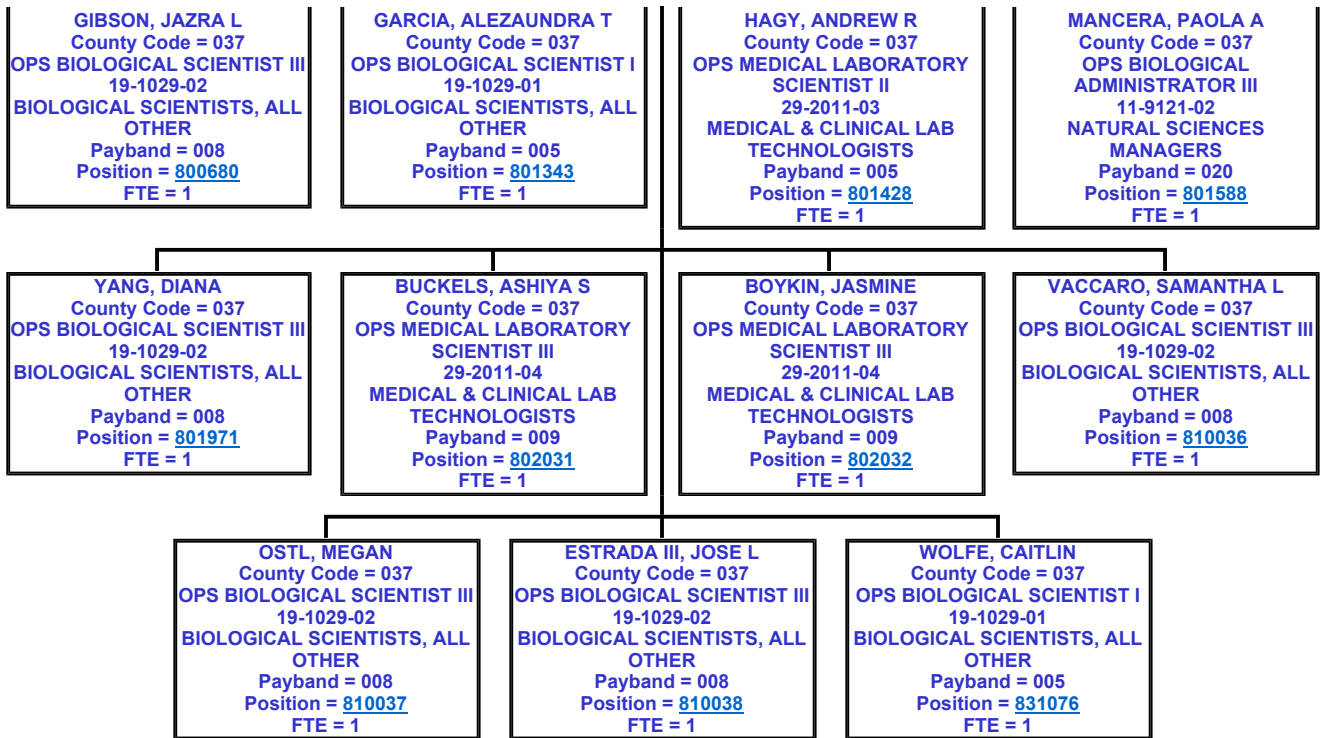 GIBSON, JAZRA L
County Code = 037
OPS BIOLOGICAL SCIENTIST III
19-1029-02
BIOLOGICAL SCIENTISTS, ALL
OTHER
Payband = 008
Position = 800680
FTE = 1
GARCIA, ALEZAUNDRA T
County Code = 037
OPS BIOLOGICAL SCIENTIST I
19-1029-01
BIOLOGICAL SCIENTISTS, ALL
OTHER
Payband = 005
Position = 801343
FTE = 1
HAGY, ANDREW R
County Code = 037
OPS MEDICAL LABORATORY
SCIENTIST II
29-2011-03
MEDICAL & CLINICAL LAB
TECHNOLOGISTS
Payband = 005
Position = 801428
FTE = 1
MANCERA, PAOLA A
County Code = 037
OPS BIOLOGICAL
ADMINISTRATOR III
11-9121-02
NATURAL SCIENCES
MANAGERS
Payband = 020
Position = 801588
FTE = 1
YANG, DIANA
County Code = 037
OPS BIOLOGICAL SCIENTIST III
19-1029-02
BIOLOGICAL SCIENTISTS, ALL
OTHER
Payband = 008
Position = 801971
FTE = 1
BUCKELS, ASHIYA S
County Code = 037
OPS MEDICAL LABORATORY
SCIENTIST III
29-2011-04
MEDICAL & CLINICAL LAB
TECHNOLOGISTS
Payband = 009
Position = 802031
FTE = 1
BOYKIN, JASMINE
County Code = 037
OPS MEDICAL LABORATORY
SCIENTIST III
29-2011-04
MEDICAL & CLINICAL LAB
TECHNOLOGISTS
Payband = 009
Position = 802032
FTE = 1
VACCARO, SAMANTHA L
County Code = 037
OPS BIOLOGICAL SCIENTIST III
19-1029-02
BIOLOGICAL SCIENTISTS, ALL
OTHER
Payband = 008
Position = 810036
FTE = 1
OSTL, MEGAN
County Code = 037
OPS BIOLOGICAL SCIENTIST III
19-1029-02
BIOLOGICAL SCIENTISTS, ALL
OTHER
Payband = 008
Position = 810037
FTE = 1
ESTRADA III, JOSE L
County Code = 037
OPS BIOLOGICAL SCIENTIST III
19-1029-02
BIOLOGICAL SCIENTISTS, ALL
OTHER
Payband = 008
Position = 810038
FTE = 1
WOLFE, CAITLIN
County Code = 037
OPS BIOLOGICAL SCIENTIST I
19-1029-01
BIOLOGICAL SCIENTISTS, ALL
OTHER
Payband = 005
Position = 831076
FTE = 1